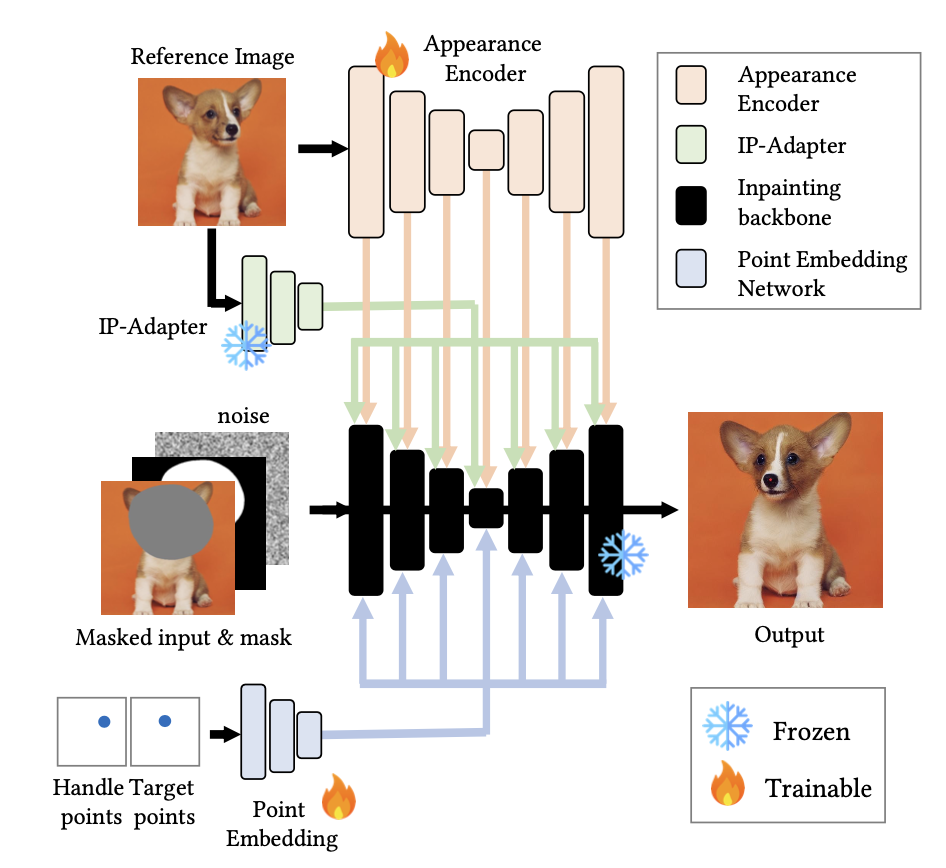 Reference Image
Appearance
Encoder
Appearance
Encoder
IP-Adapter
Inpainting
backbone
Point Embedding
Network
IP-Adapter
noise
Masked input & mask
Output
Handle Target
points points
Point
Embedding
Frozen
Trainable